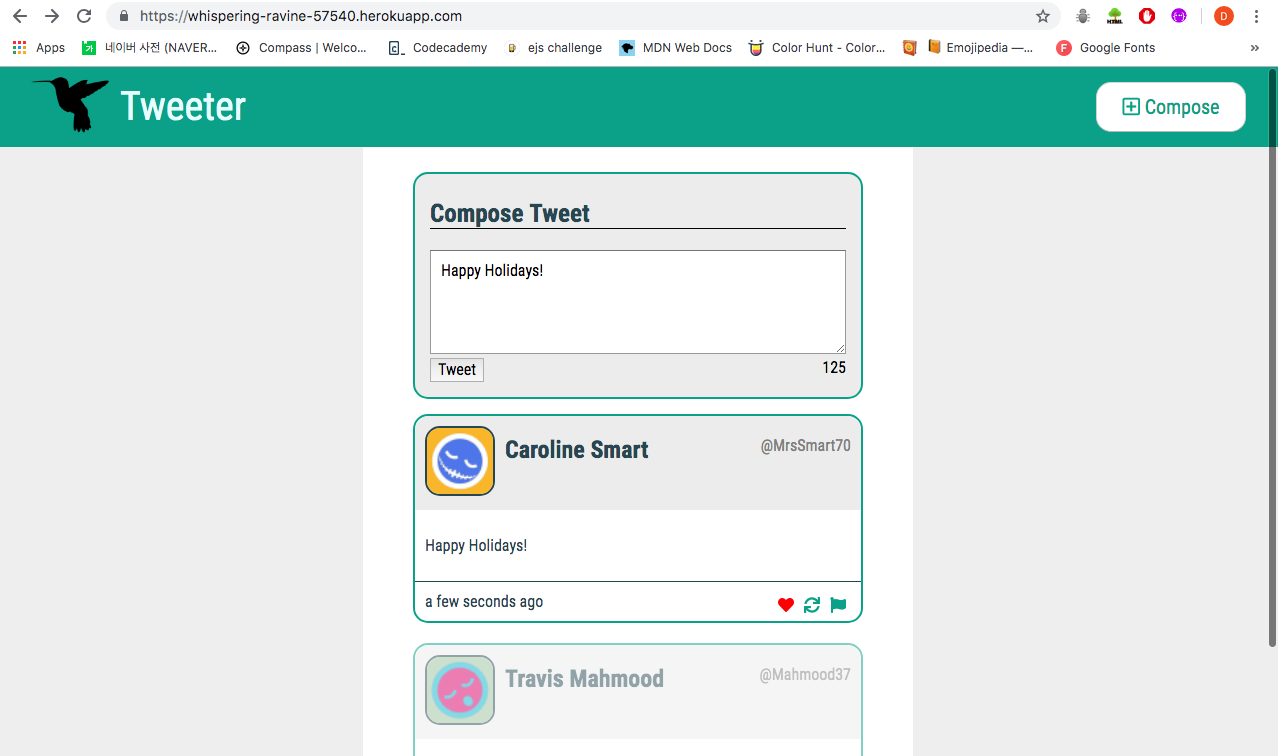 https://whispering-ravine-57540.herokuapp.com
D
Apps 네이버 사전 (NAVER... Compass | Welco... Codecademy ejs challenge MDN Web Docs Color Hunt - Color... Emojipedia —... F Google Fonts »
Tweeter
Compose
Compose Tweet
Happy Holidays!
Tweet 125
Caroline Smart @MrsSmart70
Happy Holidays!
a few seconds ago
Travis Mahmood @Mahmood37